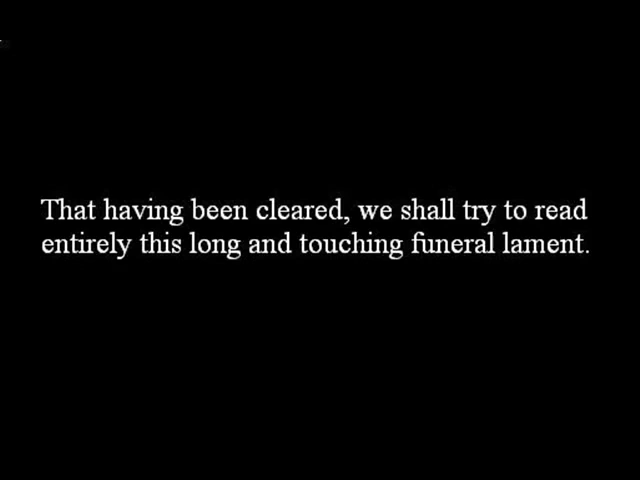 That having been cleared, we shall try to read
entirely this long and touching funeral lament.